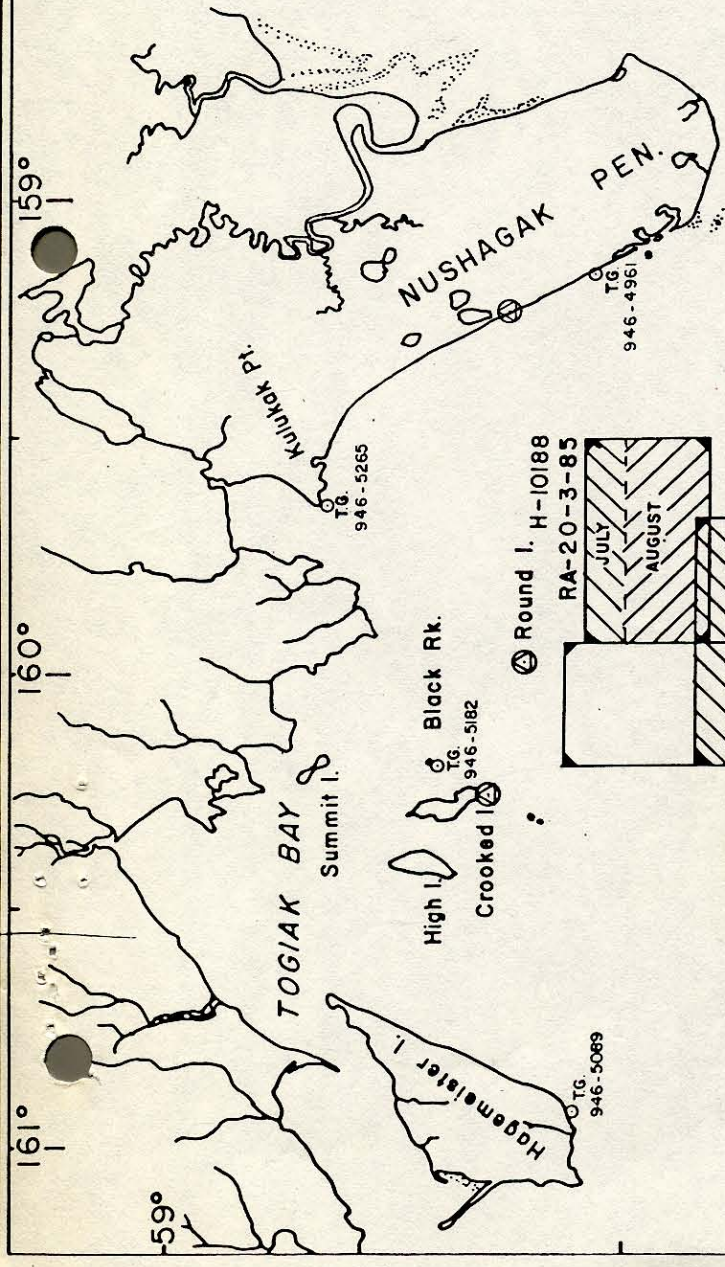 161°
160°
159°
59°
TOGIAK BAY
Summit I.
High I.
Crooked I.
Black Rk.
T.G.
946-5182
Round I.
Hagemeister I.
T.G.
946-5089
Kulukak Pt.
T.G.
946-5265
NUSHAGAK PEN.
T.G.
946-4961
H-10188
RA-20-3-85
JULY
AUGUST